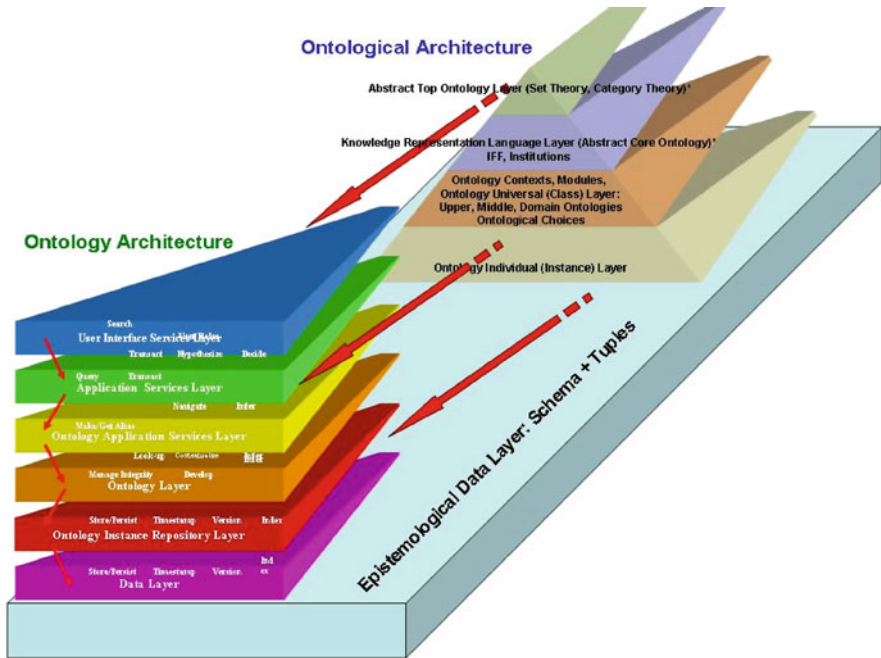 Ontological Architecture
Abstract Top Ontology Layer (Set Theory, Category Theory)*
Knowledge Representation Language Layer (Abstract Core Ontology)*
IFF, Institutions
Ontology Contexts, Modules,
Ontology Universal (Class) Layer:
Upper, Middle, Domain Ontologies
Ontological Choices
Ontology Individual (Instance) Layer
Ontology Architecture
Search
User Interface Services Layer
Transact Hypothesize Decide
Query Transact
Application Services Layer
Navigate Infer
Make/Get Alias
Ontology Application Services Layer
Look-up Contextualize
Manage Integrity Develop
Ontology Layer
Store/Persist Timestamp Version Index
Ontology Instance Repository Layer
Ind
ex
Store/Persist Timestamp Version
Data Layer
Epistemological Data Layer: Schema + Tuples